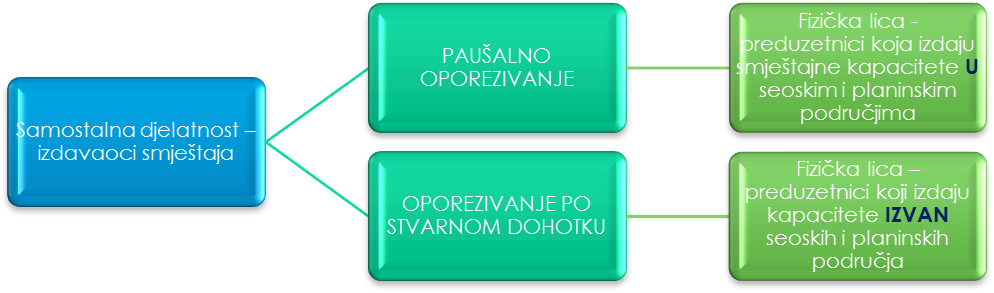 Samostalna djelatnost –
izdavaoci smještaja
PAUŠALNO
OPOREZIVANJE
Fizička lica -
preduzetnici koja izdaju
smještajne kapacitete U
seoskim i planinskim
područjima
OPOREZIVANJE PO
STVARNOM DOHOTKU
Fizička lica –
preduzetnici koji izdaju
kapacitete IZVAN
seoskih i planinskih
područja